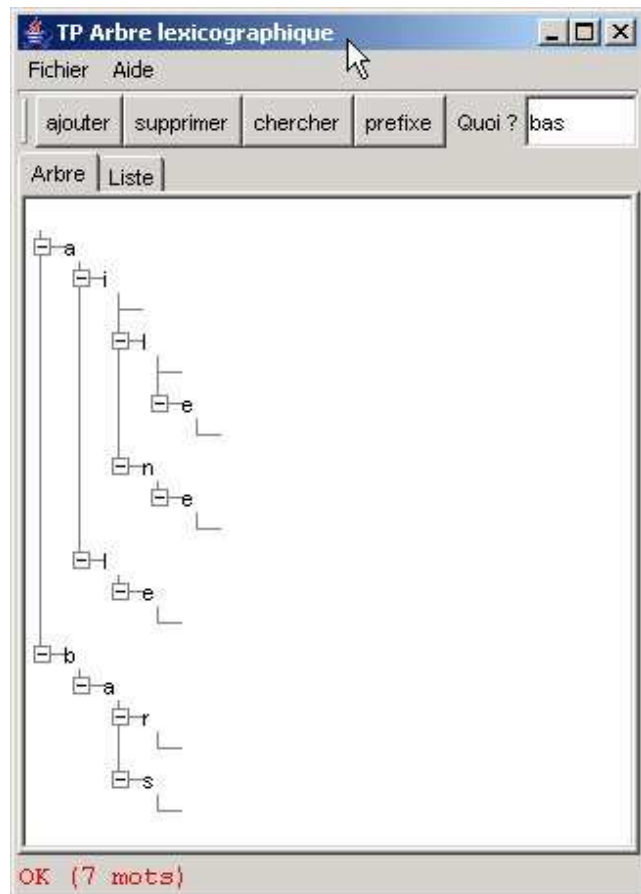 TP Arbre lexicographique
Fichier Aide
ajouter supprimer chercher prefixe Quoi ? bas
Arbre Liste
a
i
l
e
n
e
l
e
b
a
r
s
OK (7 mots)